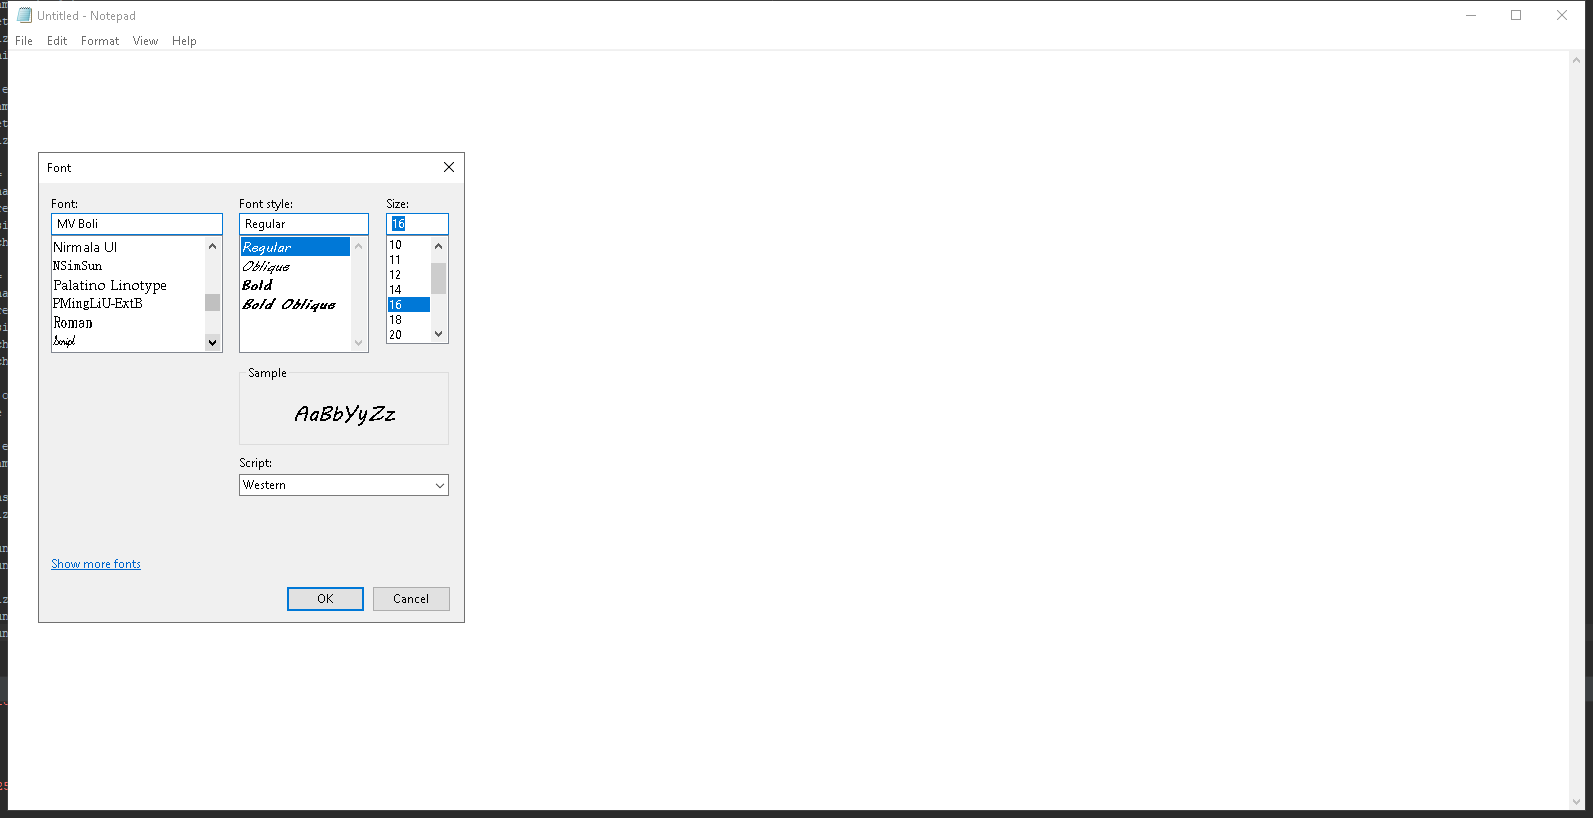 Untitled - Notepad
File Edit Format View Help
Font
Font:
MV Boli
Nirmala UI
NSimSun
Palatino Linotype
PMingLiU-ExtB
Roman
Script
Font style:
Regular
Regular
Oblique
Bold
Bold Oblique
Size:
16
10
11
12
14
16
18
20
Sample
AaBbYyZz
Script:
Western
Show more fonts
OK
Cancel